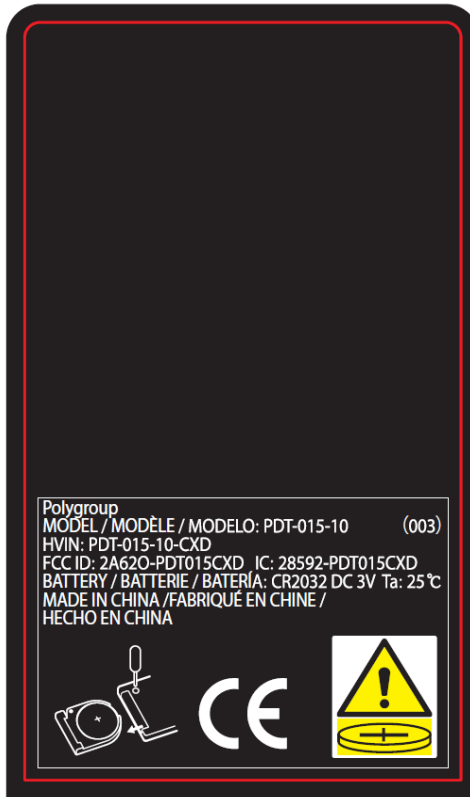 Polygroup
MODEL / MODÈLE / MODELO: PDT-015-10 (003)
HVIN: PDT-015-10-CXD
FCC ID: 2A62O-PDT015CXD IC: 28592-PDT015CXD
BATTERY / BATTERIE / BATERÍA: CR2032 DC 3V Ta: 25℃
MADE IN CHINA /FABRIQUÉ EN CHINE /
HECHO EN CHINA
CE